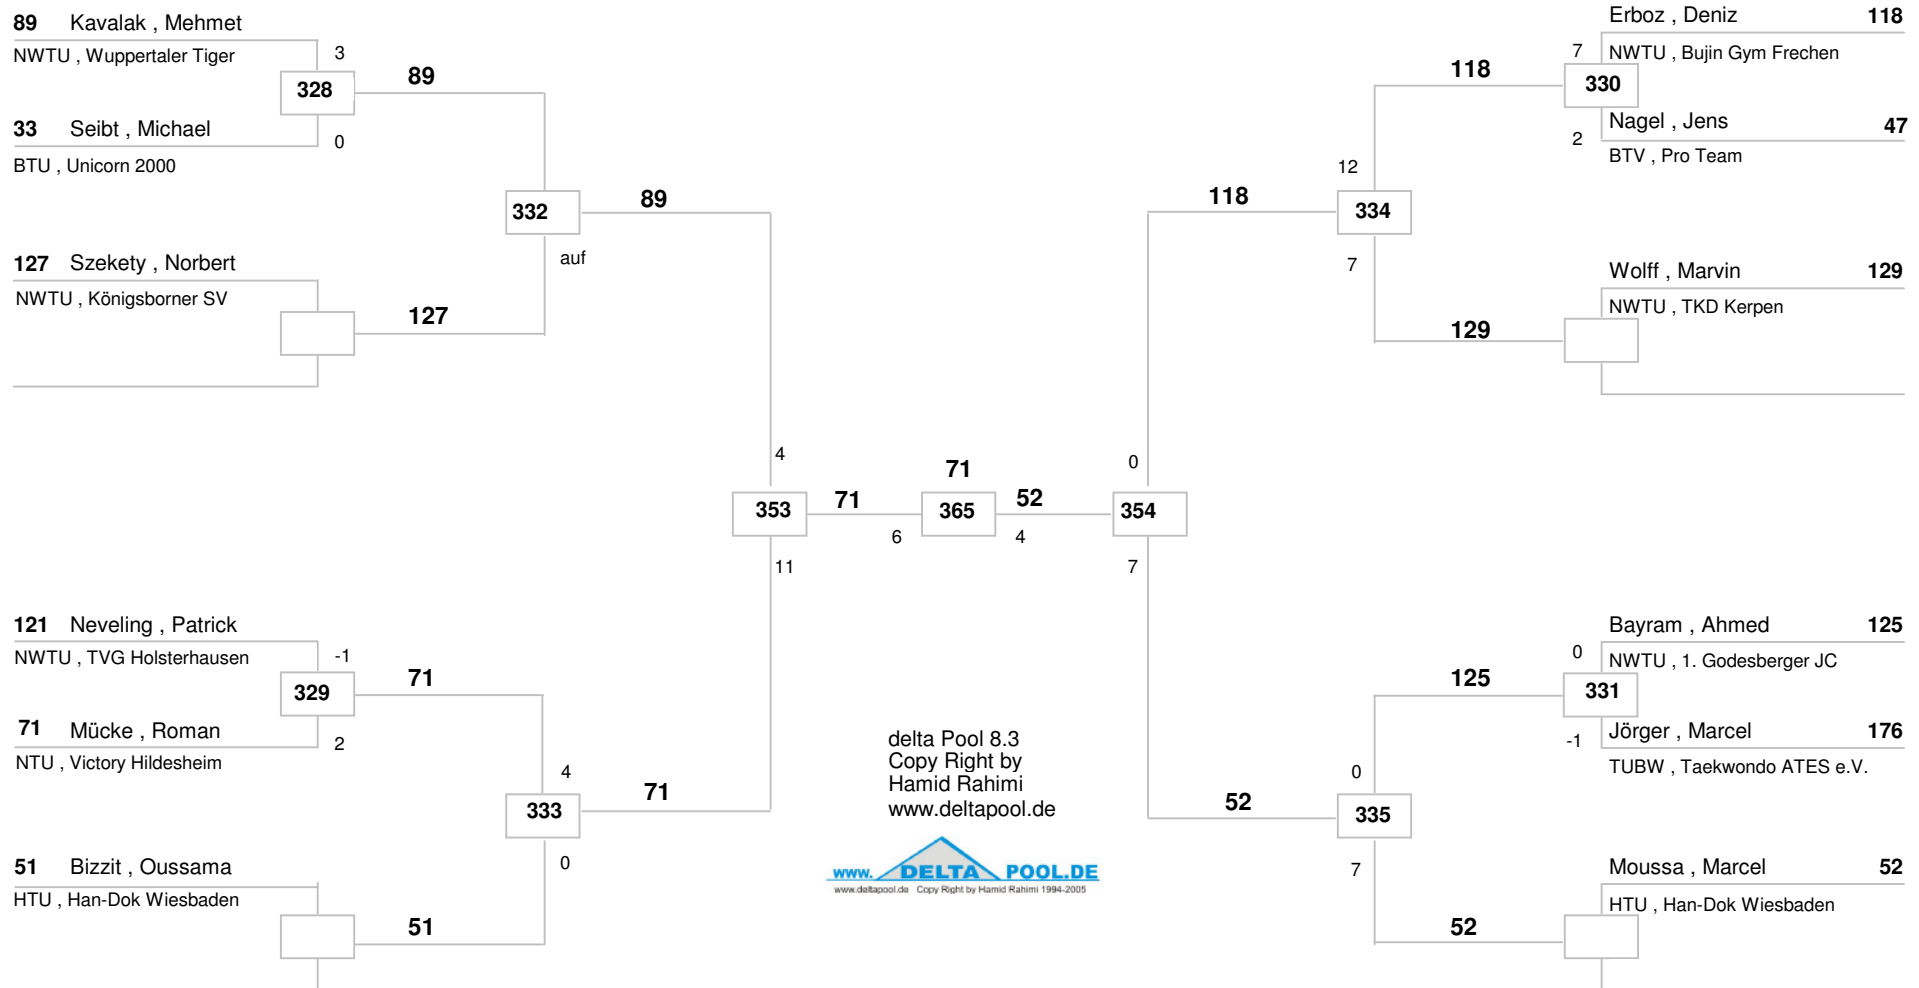 89 Kavalak , Mehmet
NWTU , Wuppertaler Tiger
3
328
89
33 Seibt , Michael
0
BTU , Unicorn 2000
332
89
auf
127 Szekety , Norbert
NWTU , Königsborner SV
127
4
353
71
11
6
71
365
52
4
121 Neveling , Patrick
NWTU , TVG Holsterhausen
-1
329
71
71 Mücke , Roman
2
NTU , Victory Hildesheim
4
333
71
0
51 Bizzit , Oussama
HTU , Han-Dok Wiesbaden
51
Erboz , Deniz 118
7
NWTU , Bujin Gym Frechen
118
330
Nagel , Jens 47
2
BTV , Pro Team
12
118
334
7
Wolff , Marvin 129
NWTU , TKD Kerpen
129
0
354
7
Bayram , Ahmed 125
0
NWTU , 1. Godesberger JC
125
331
Jörger , Marcel 176
-1
TUBW , Taekwondo ATES e.V.
0
52
335
7
Moussa , Marcel 52
HTU , Han-Dok Wiesbaden
52
delta Pool 8.3
Copy Right by
Hamid Rahimi
www.deltapool.de
www. DELTA POOL.DE
www.deltapool.de Copy Right by Hamid Rahimi 1994-2005